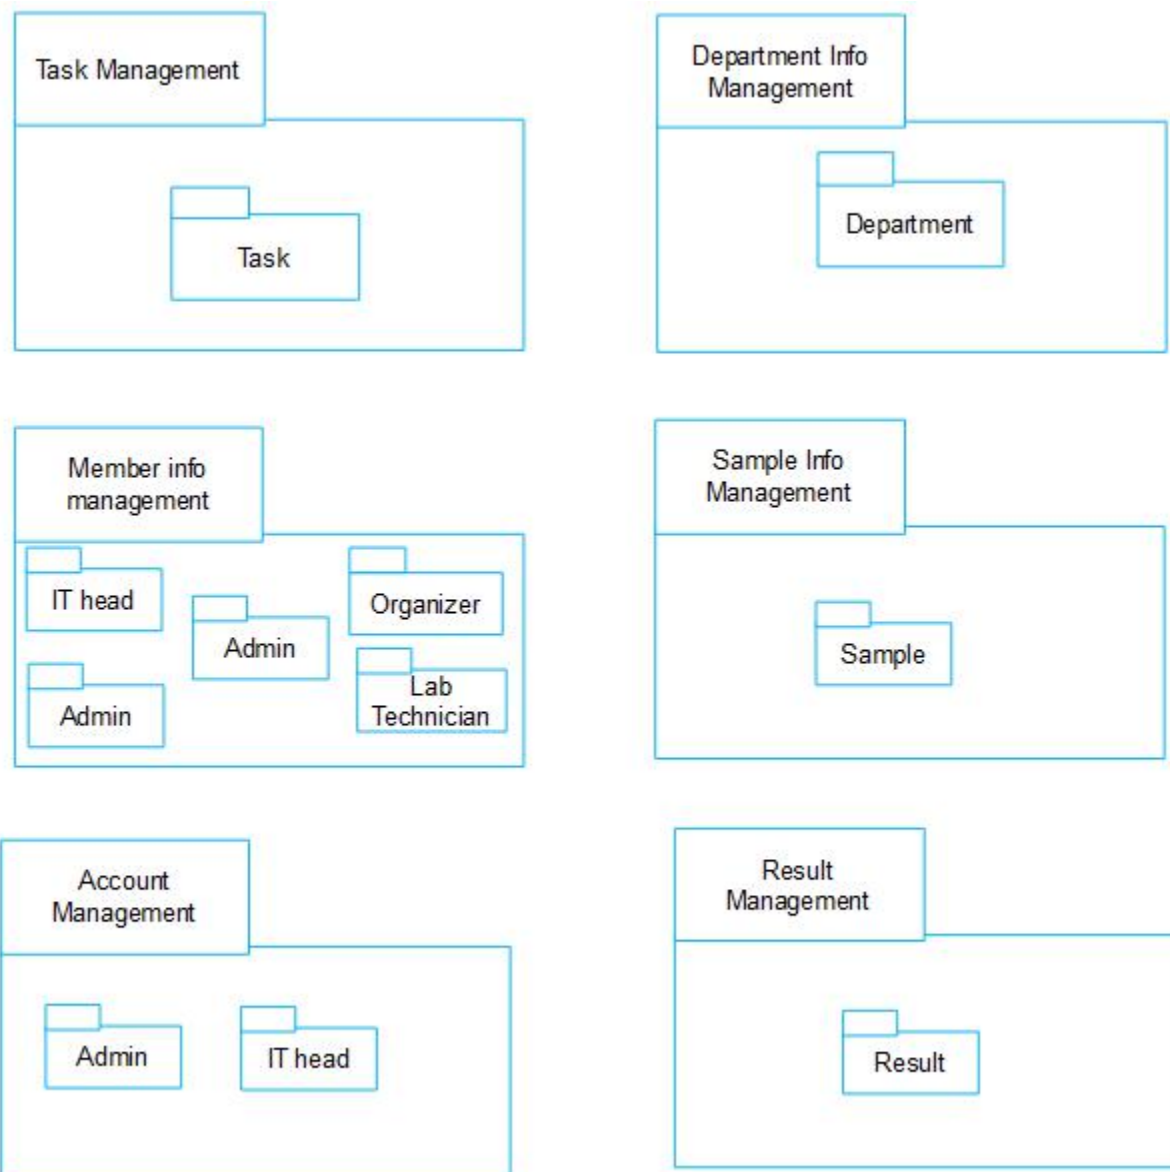 Task Management
Task
Department Info
Management
Department
Member info
management
IT head
Admin
Organizer
Admin
Lab
Technician
Sample Info
Management
Sample
Account
Management
Admin
IT head
Result
Management
Result